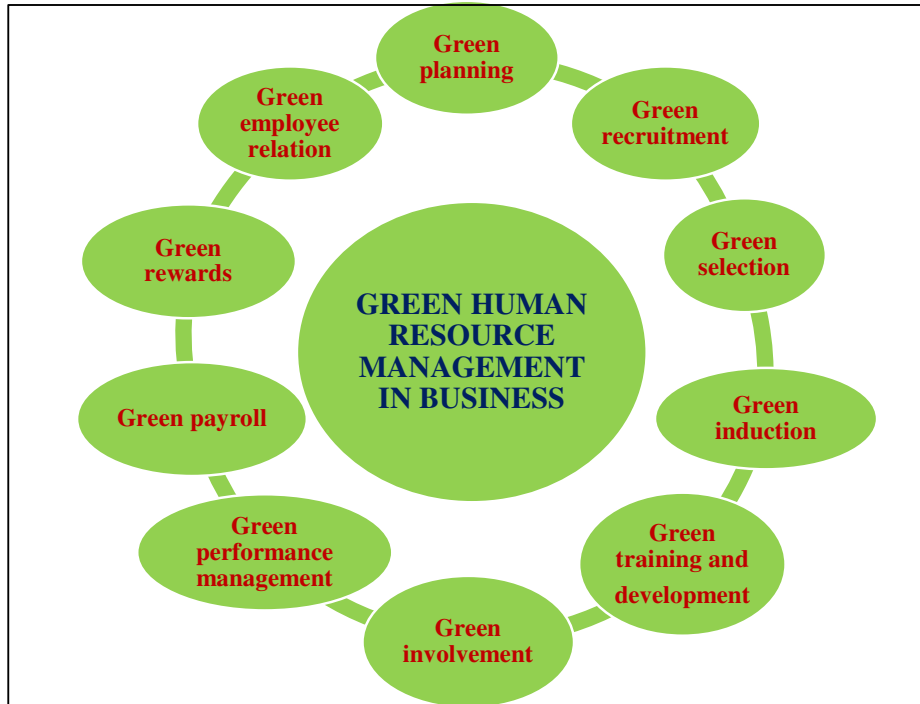 Green
planning
Green
recruitment
Green
selection
Green
induction
Green
training and
development
Green
involvement
Green
performance
management
Green payroll
Green
rewards
Green
employee
relation
GREEN HUMAN
RESOURCE
MANAGEMENT
IN BUSINESS